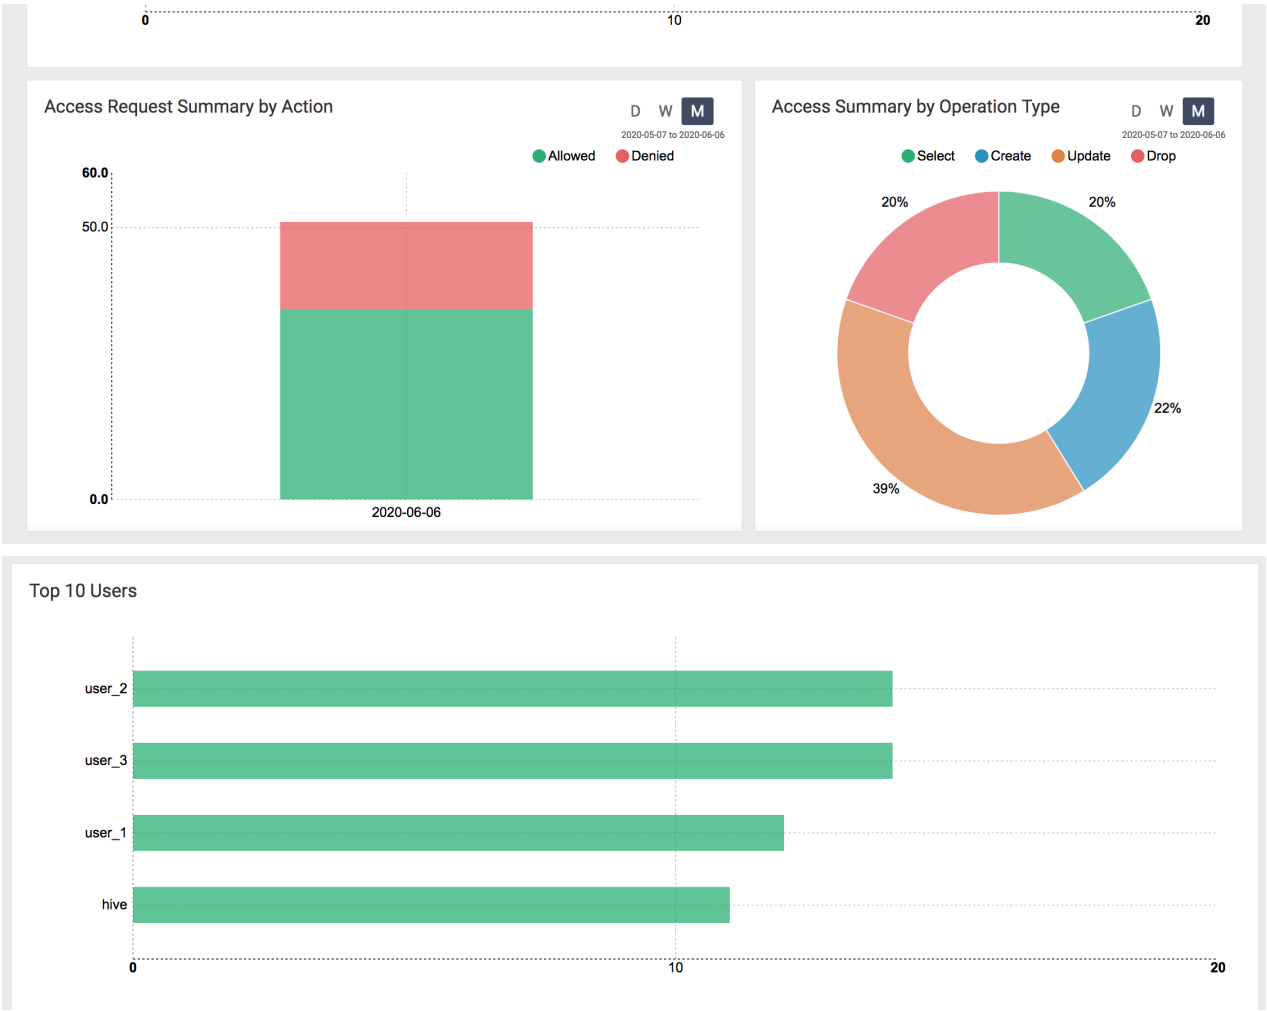 0 10 20
Access Request Summary by Action
D W M
2020-05-07 to 2020-06-06
Allowed Denied
60.0
50.0
0.0
2020-06-06
Access Summary by Operation Type
D W M
2020-05-07 to 2020-06-06
Select Create Update Drop
20% 20%
22%
39%
Top 10 Users
user_2
user_3
user_1
hive
0 10 20